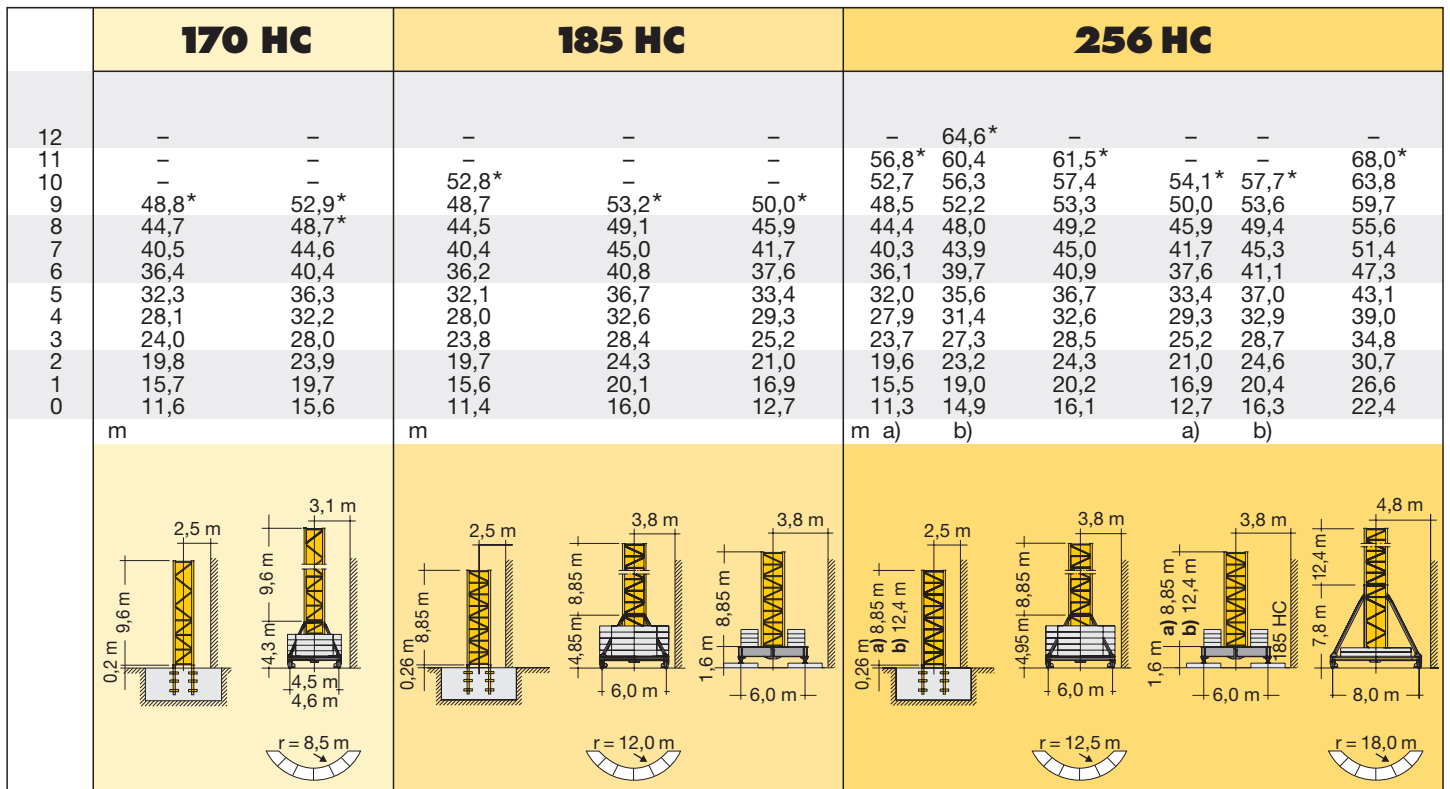 170 HC 185 HC 256 HC
12 – – – – – – 64,6* – – – –
11 – – – – – 56,8* 60,4 61,5* – – 68,0*
10 – – 52,8* – – 52,7 56,3 57,4 54,1* 57,7* 63,8
9 48,8* 52,9* 48,7 53,2* 50,0* 48,5 52,2 53,3 50,0 53,6 59,7
8 44,7 48,7* 44,5 49,1 45,9 44,4 48,0 49,2 45,9 49,4 55,6
7 40,5 44,6 40,4 45,0 41,7 40,3 43,9 45,0 41,7 45,3 51,4
6 36,4 40,4 36,2 40,8 37,6 36,1 39,7 40,9 37,6 41,1 47,3
5 32,3 36,3 32,1 36,7 33,4 32,0 35,6 36,7 33,4 37,0 43,1
4 28,1 32,2 28,0 32,6 29,3 27,9 31,4 32,6 29,3 32,9 39,0
3 24,0 28,0 23,8 28,4 25,2 23,7 27,3 28,5 25,2 28,7 34,8
2 19,8 23,9 19,7 24,3 21,0 19,6 23,2 24,3 21,0 24,6 30,7
1 15,7 19,7 15,6 20,1 16,9 15,5 19,0 20,2 16,9 20,4 26,6
0 11,6 15,6 11,4 16,0 12,7 11,3 14,9 16,1 12,7 16,3 22,4
m m m a) b) a) b)
2,5 m
9,6 m
0,2 m
3,1 m
9,6 m
4,3 m
4,5 m
4,6 m
r = 8,5 m
2,5 m
8,85 m
0,26 m
3,8 m
8,85 m
4,85 m
6,0 m
r = 12,0 m
3,8 m
8,85 m
1,6 m
6,0 m
2,5 m
a) 8,85 m
b) 12,4 m
0,26 m
3,8 m
8,85 m
4,95 m
6,0 m
r = 12,5 m
3,8 m
a) 8,85 m
b) 12,4 m
1,6 m
185 HC
6,0 m
4,8 m
12,4 m
7,8 m
8,0 m
r = 18,0 m